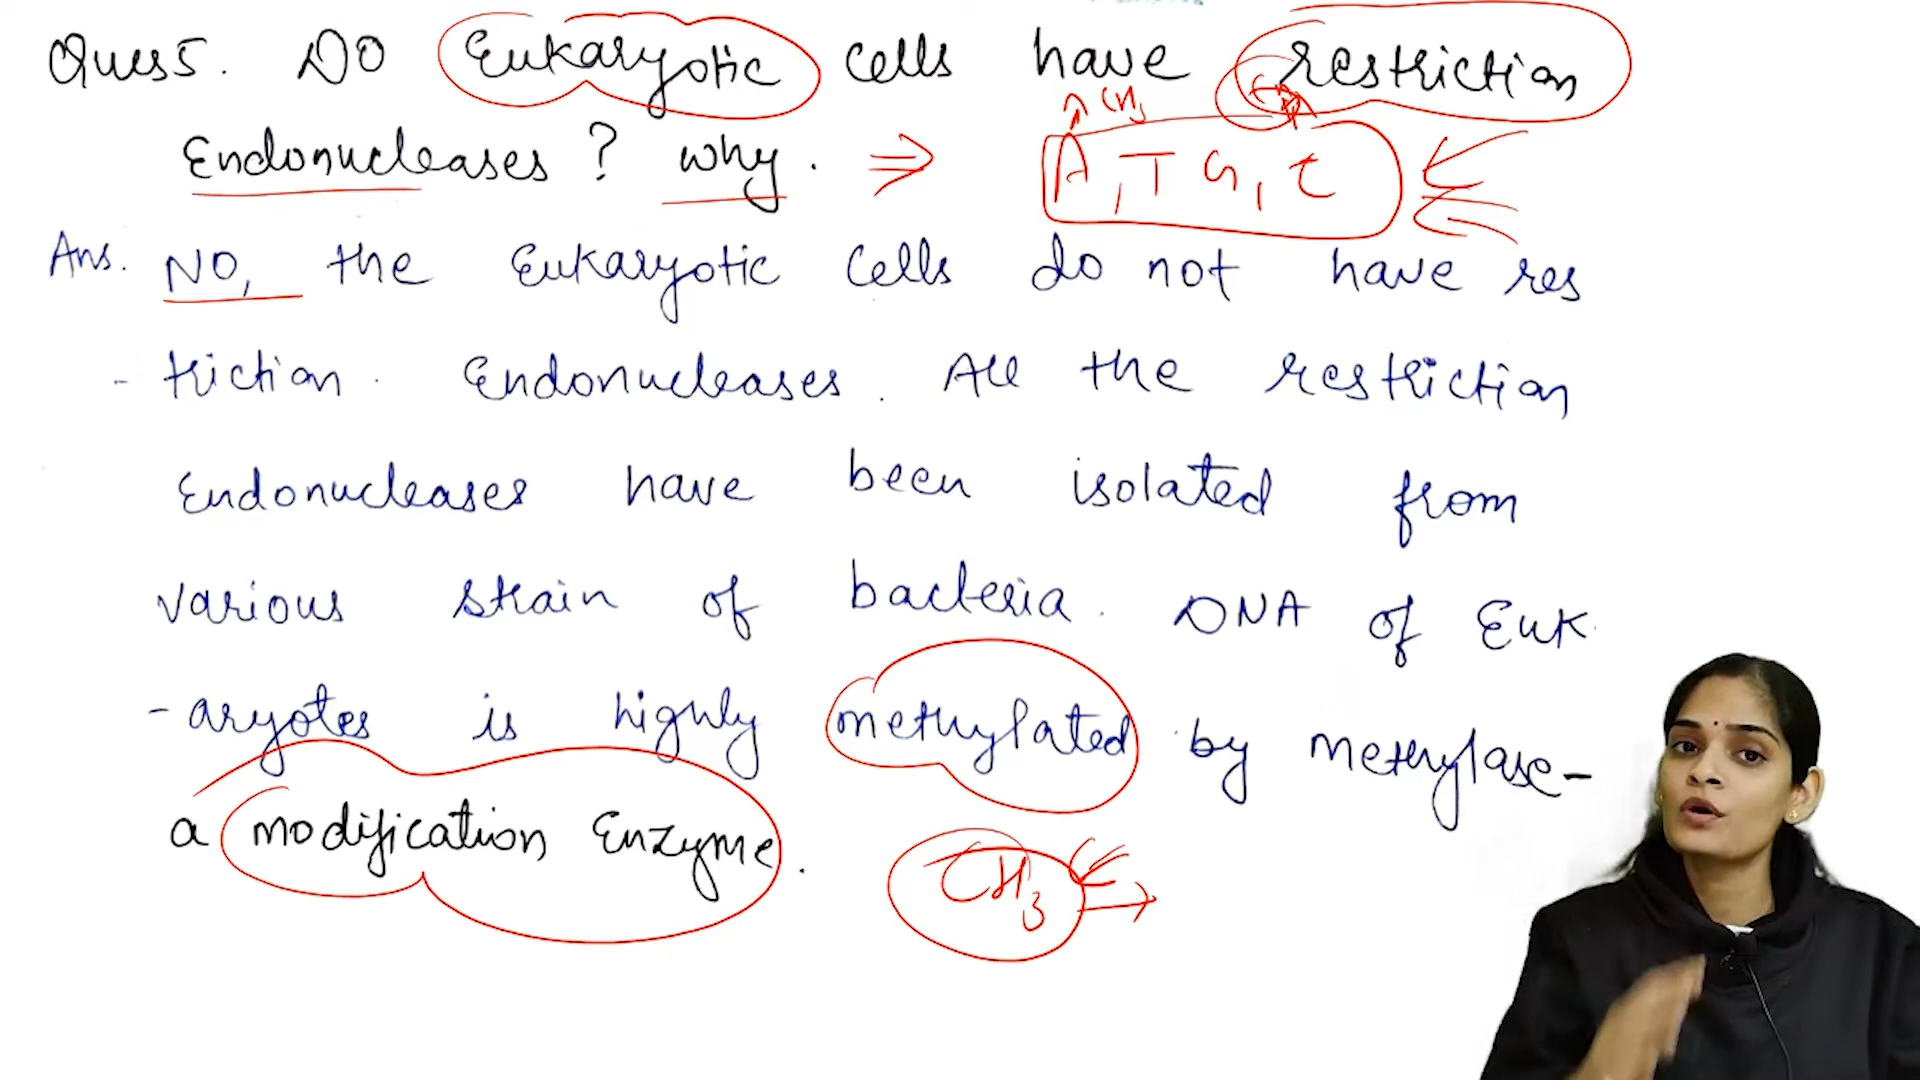 Ques5. Do Eukaryotic cells have restriction
CH3
Endonucleases? why. ⇒ A, T G, C
Ans. NO, the Eukaryotic cells do not have res
-triction Endonucleases. All the restriction
Endonucleases have been isolated from
various strain of bacteria. DNA of Euk
-aryotes is highly methylated by Methylase-
a modification Enzyme.
CH3